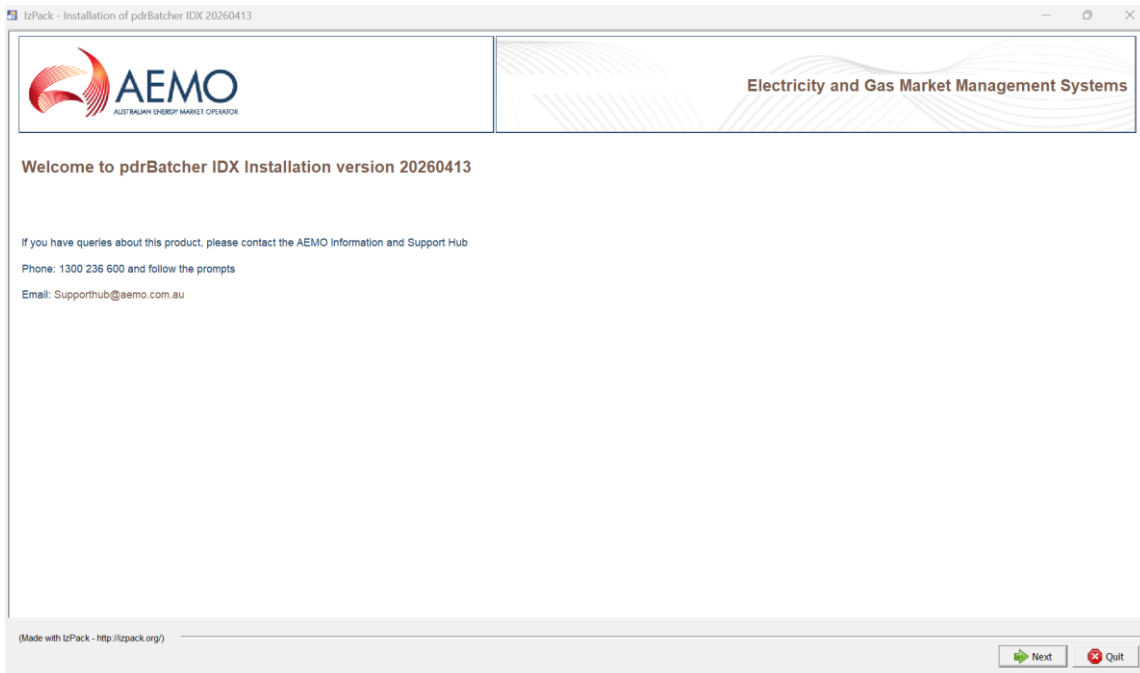 IzPack - Installation of pdrBatcher IDX 20260413
AEMO
AUSTRALIAN ENERGY MARKET OPERATOR
Electricity and Gas Market Management Systems
Welcome to pdrBatcher IDX Installation version 20260413
If you have queries about this product, please contact the AEMO Information and Support Hub
Phone: 1300 236 600 and follow the prompts
Email: Supporthub@aemo.com.au
(Made with IzPack - http://izpack.org/)
Next
Quit